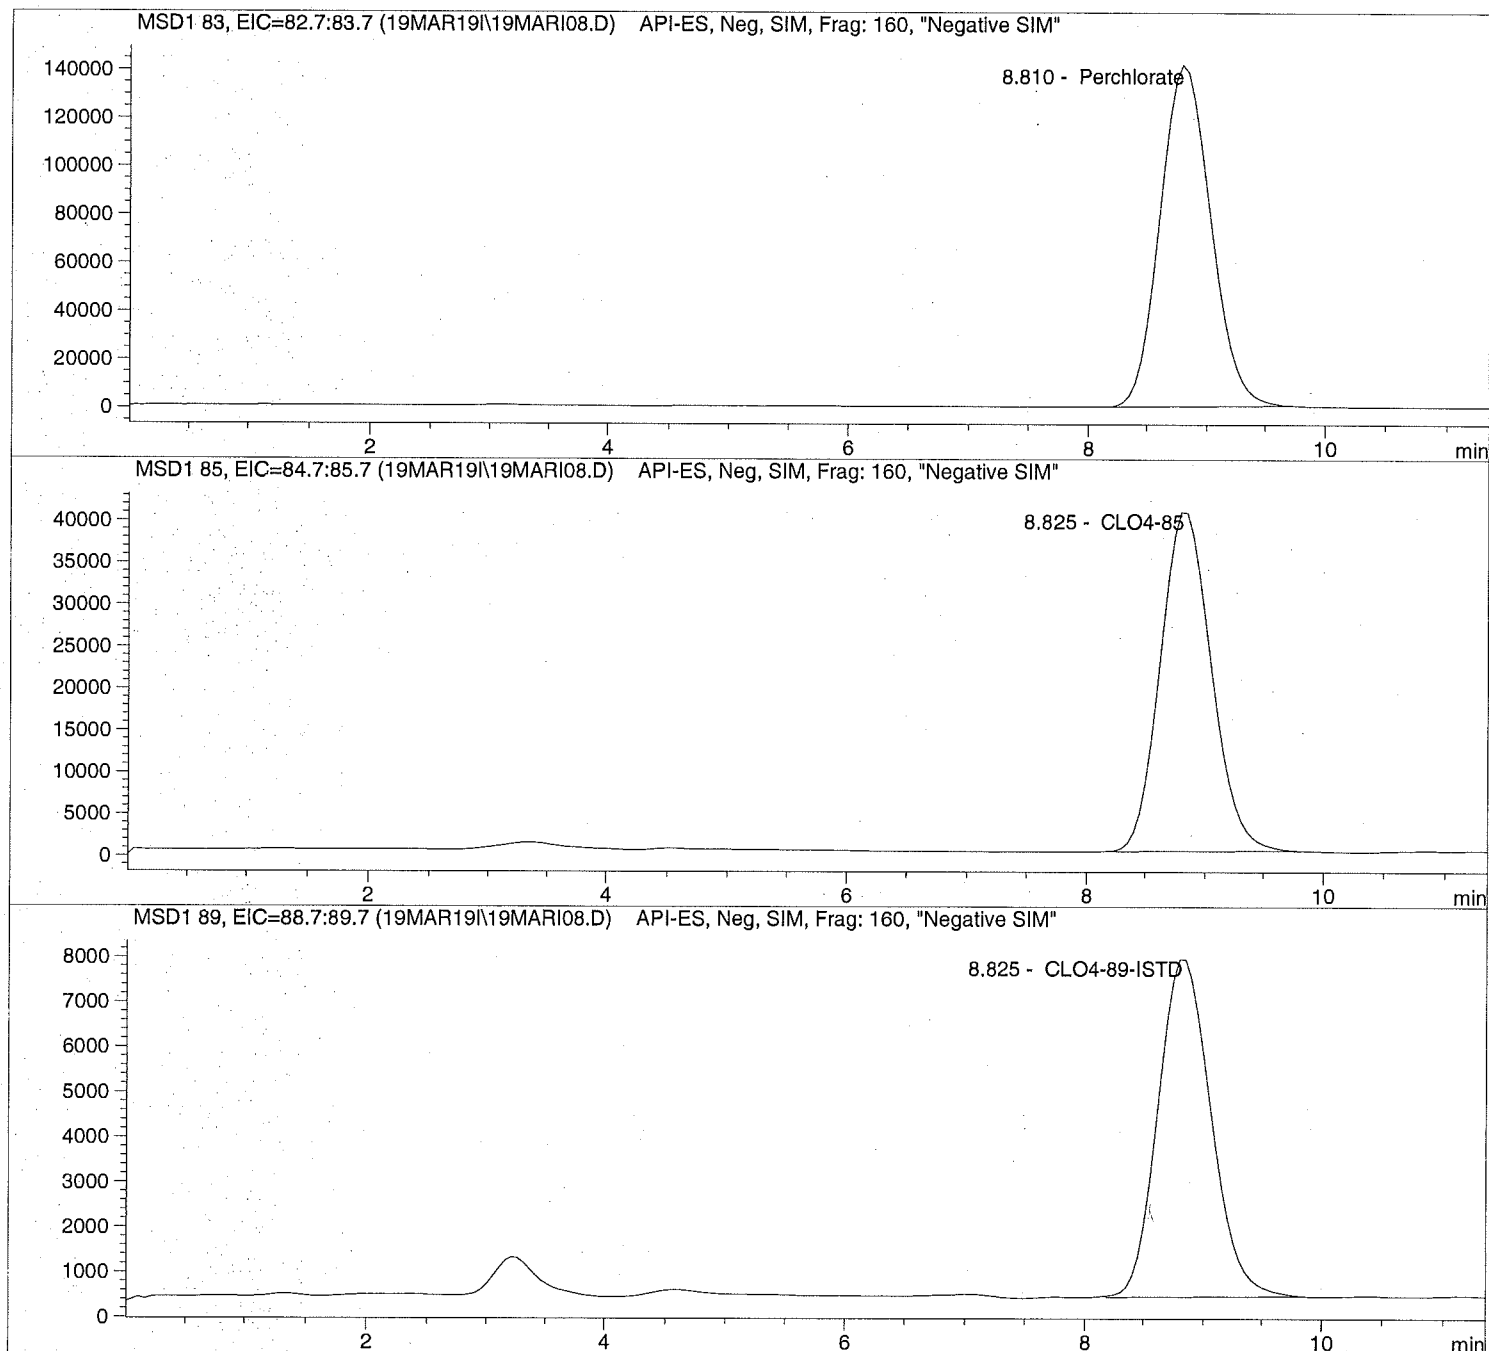 MSD1 83, EIC=82.7:83.7 (19MAR19I\19MARI08.D) API-ES, Neg, SIM, Frag: 160, "Negative SIM"
140000
8.810 - Perchlorate
120000
100000
80000
60000
40000
20000
0
2 4 6 8 10 min
MSD1 85, EIC=84.7:85.7 (19MAR19I\19MARI08.D) API-ES, Neg, SIM, Frag: 160, "Negative SIM"
40000
8.825 - CLO4-85
35000
30000
25000
20000
15000
10000
5000
0
2 4 6 8 10 min
MSD1 89, EIC=88.7:89.7 (19MAR19I\19MARI08.D) API-ES, Neg, SIM, Frag: 160, "Negative SIM"
8000
8.825 - CLO4-89-ISTD
7000
6000
5000
4000
3000
2000
1000
0
2 4 6 8 10 min